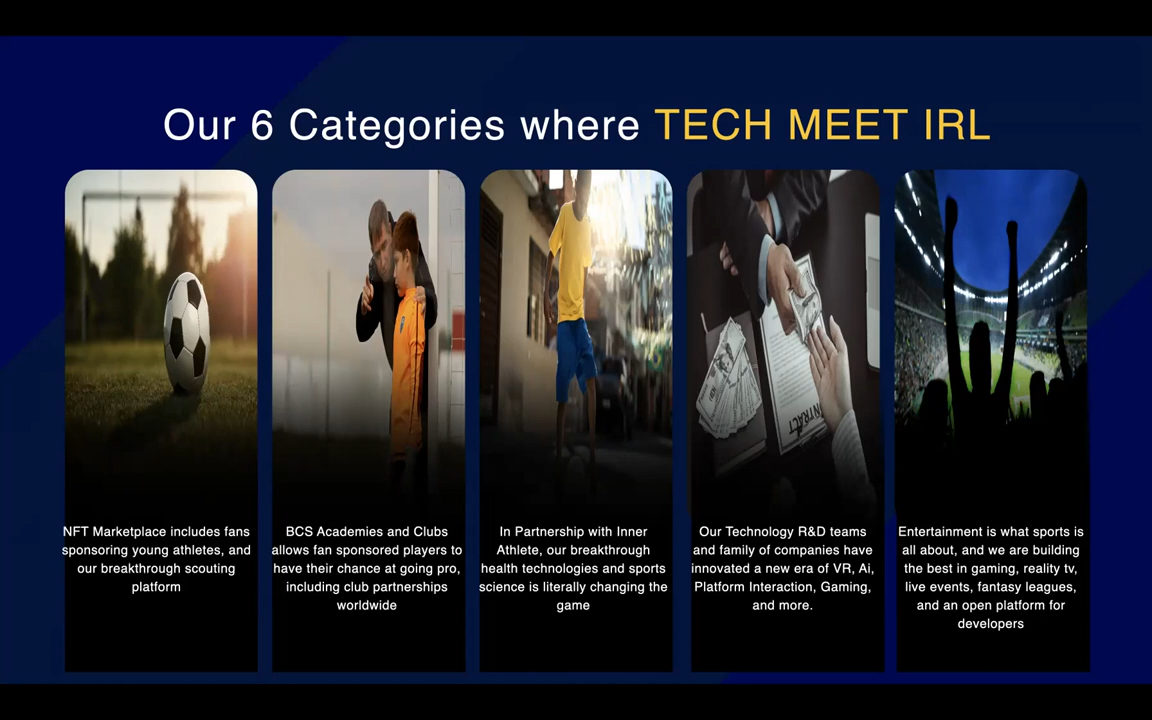 Our 6 Categories where TECH MEET IRL
NFT Marketplace includes fans
sponsoring young athletes, and
our breakthrough scouting
platform
BCS Academies and Clubs
allows fan sponsored players to
have their chance at going pro,
including club partnerships
worldwide
In Partnership with Inner
Athlete, our breakthrough
health technologies and sports
science is literally changing the
game
CONTRACT
Our Technology R&D teams
and family of companies have
innovated a new era of VR, Ai,
Platform Interaction, Gaming,
and more.
Entertainment is what sports is
all about, and we are building
the best in gaming, reality tv,
live events, fantasy leagues,
and an open platform for
developers